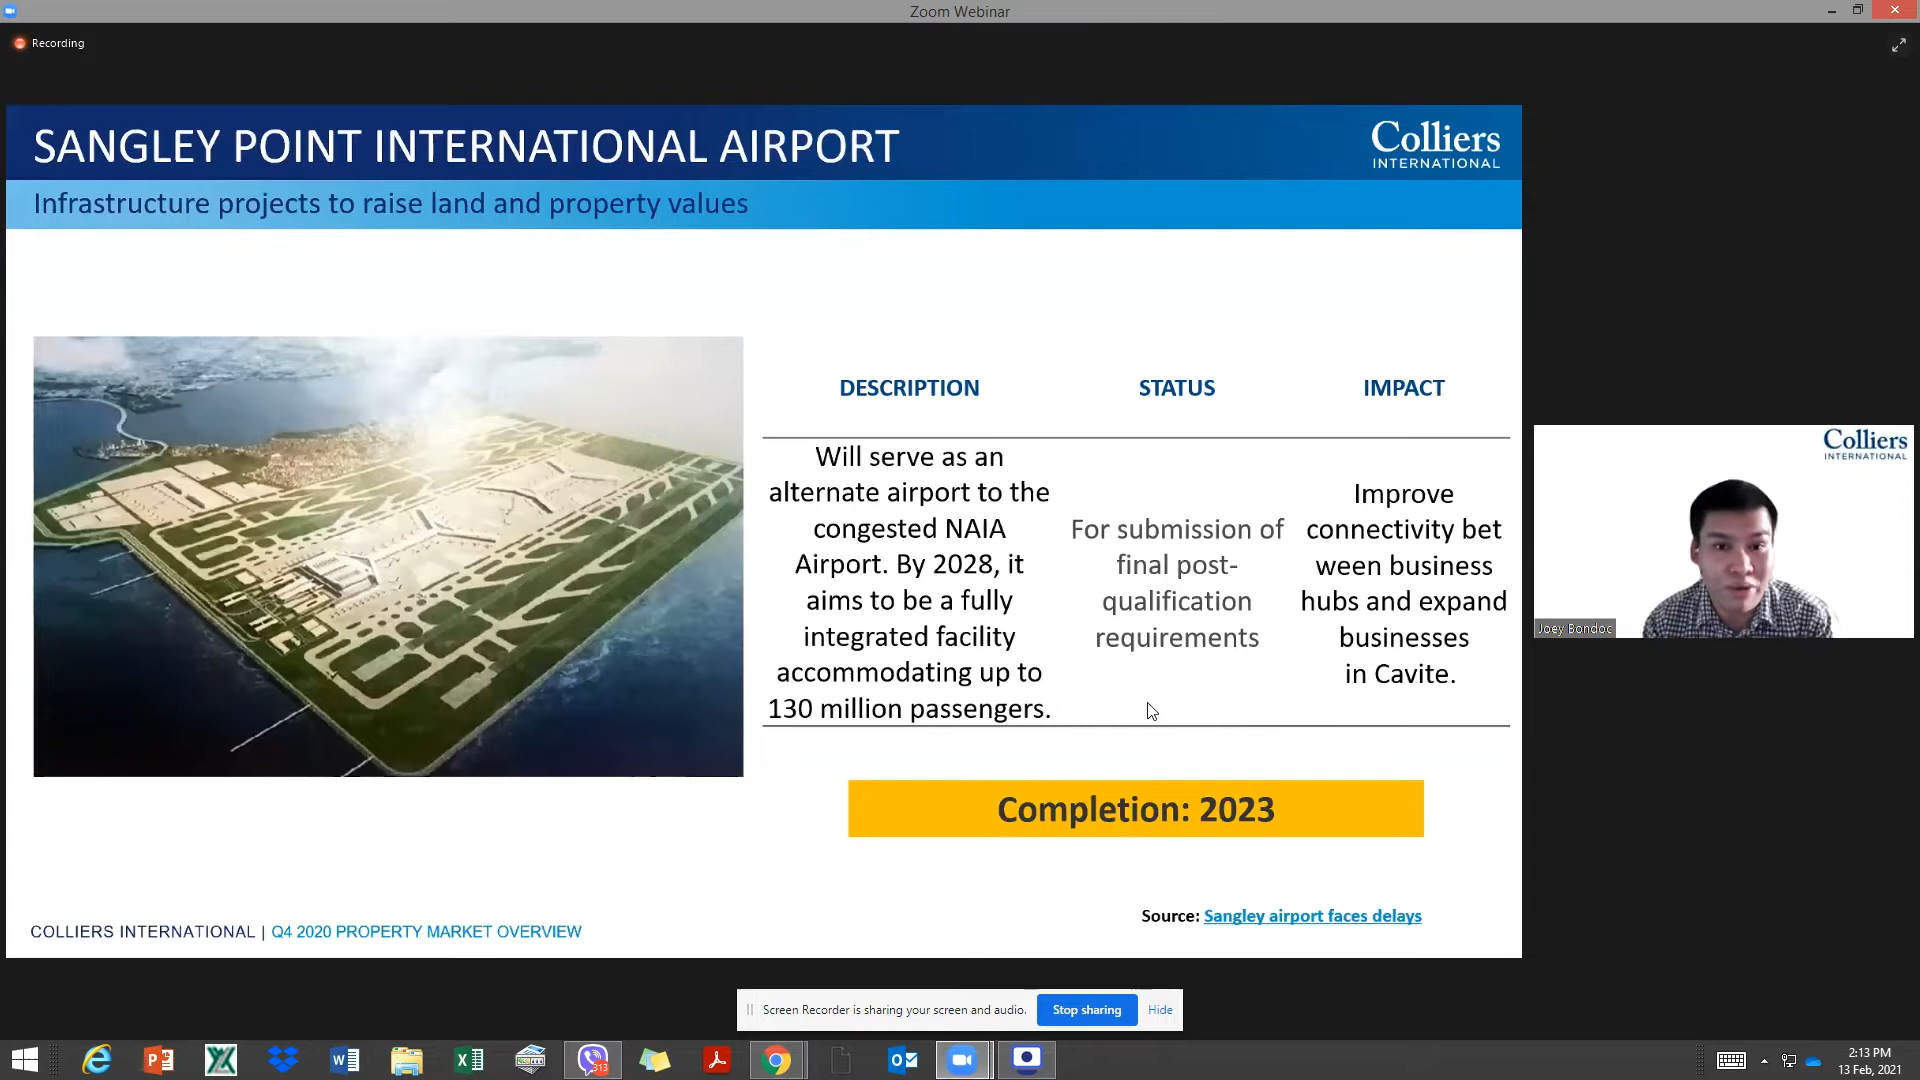 Zoom Webinar
Recording
SANGLEY POINT INTERNATIONAL AIRPORT
Colliers
INTERNATIONAL
Infrastructure projects to raise land and property values
DESCRIPTION
STATUS
IMPACT
Will serve as an
alternate airport to the
congested NAIA
Airport. By 2028, it
aims to be a fully
integrated facility
accommodating up to
130 million passengers.
For submission of
final post-
qualification
requirements
Improve
connectivity bet
ween business
hubs and expand
businesses
in Cavite.
Colliers
INTERNATIONAL
Joey Bondoc
Completion: 2023
Source: Sangley airport faces delays
COLLIERS INTERNATIONAL | Q4 2020 PROPERTY MARKET OVERVIEW
Screen Recorder is sharing your screen and audio.
Stop sharing
Hide
313
2:13 PM
13 Feb, 2021